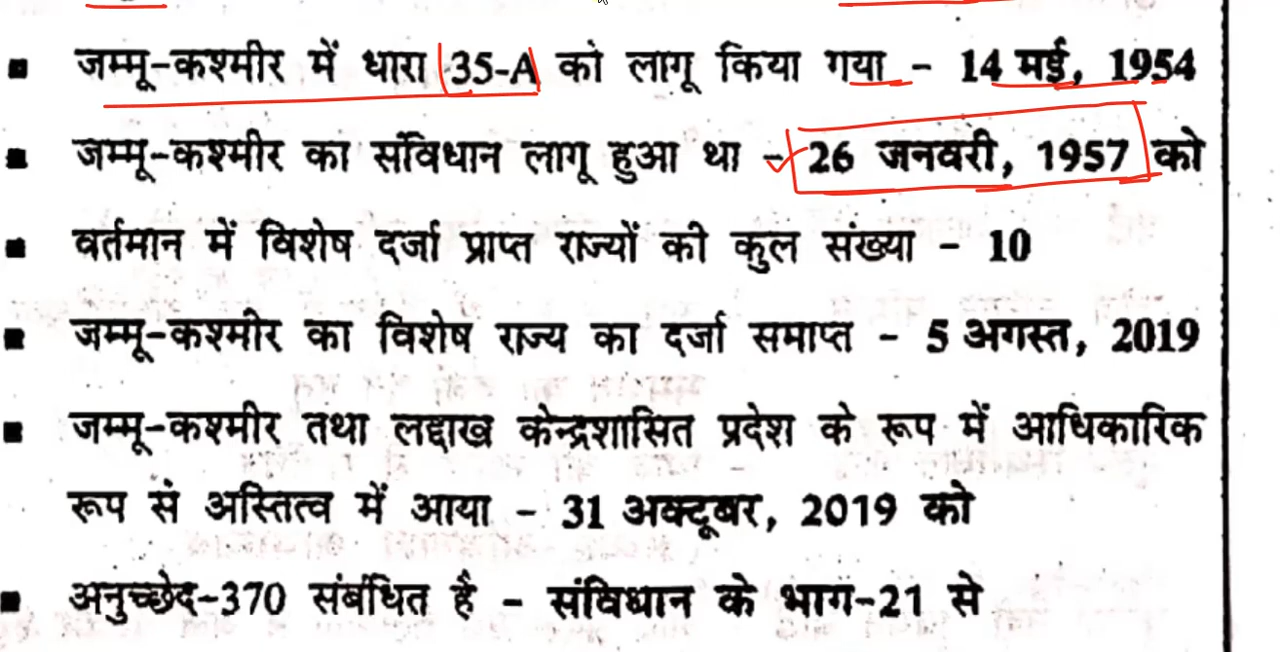 ■ जम्मू-कश्मीर में धारा 35-A को लागू किया गया - 14 मई, 1954
■ जम्मू-कश्मीर का संविधान लागू हुआ था - 26 जनवरी, 1957 को
■ वर्तमान में विशेष दर्जा प्राप्त राज्यों की कुल संख्या - 10
■ जम्मू-कश्मीर का विशेष राज्य का दर्जा समाप्त - 5 अगस्त, 2019
■ जम्मू-कश्मीर तथा लद्दाख केन्द्रशासित प्रदेश के रूप में आधिकारिक
रूप से अस्तित्व में आया - 31 अक्टूबर, 2019 को
■ अनुच्छेद-370 संबंधित है - संविधान के भाग-21 से